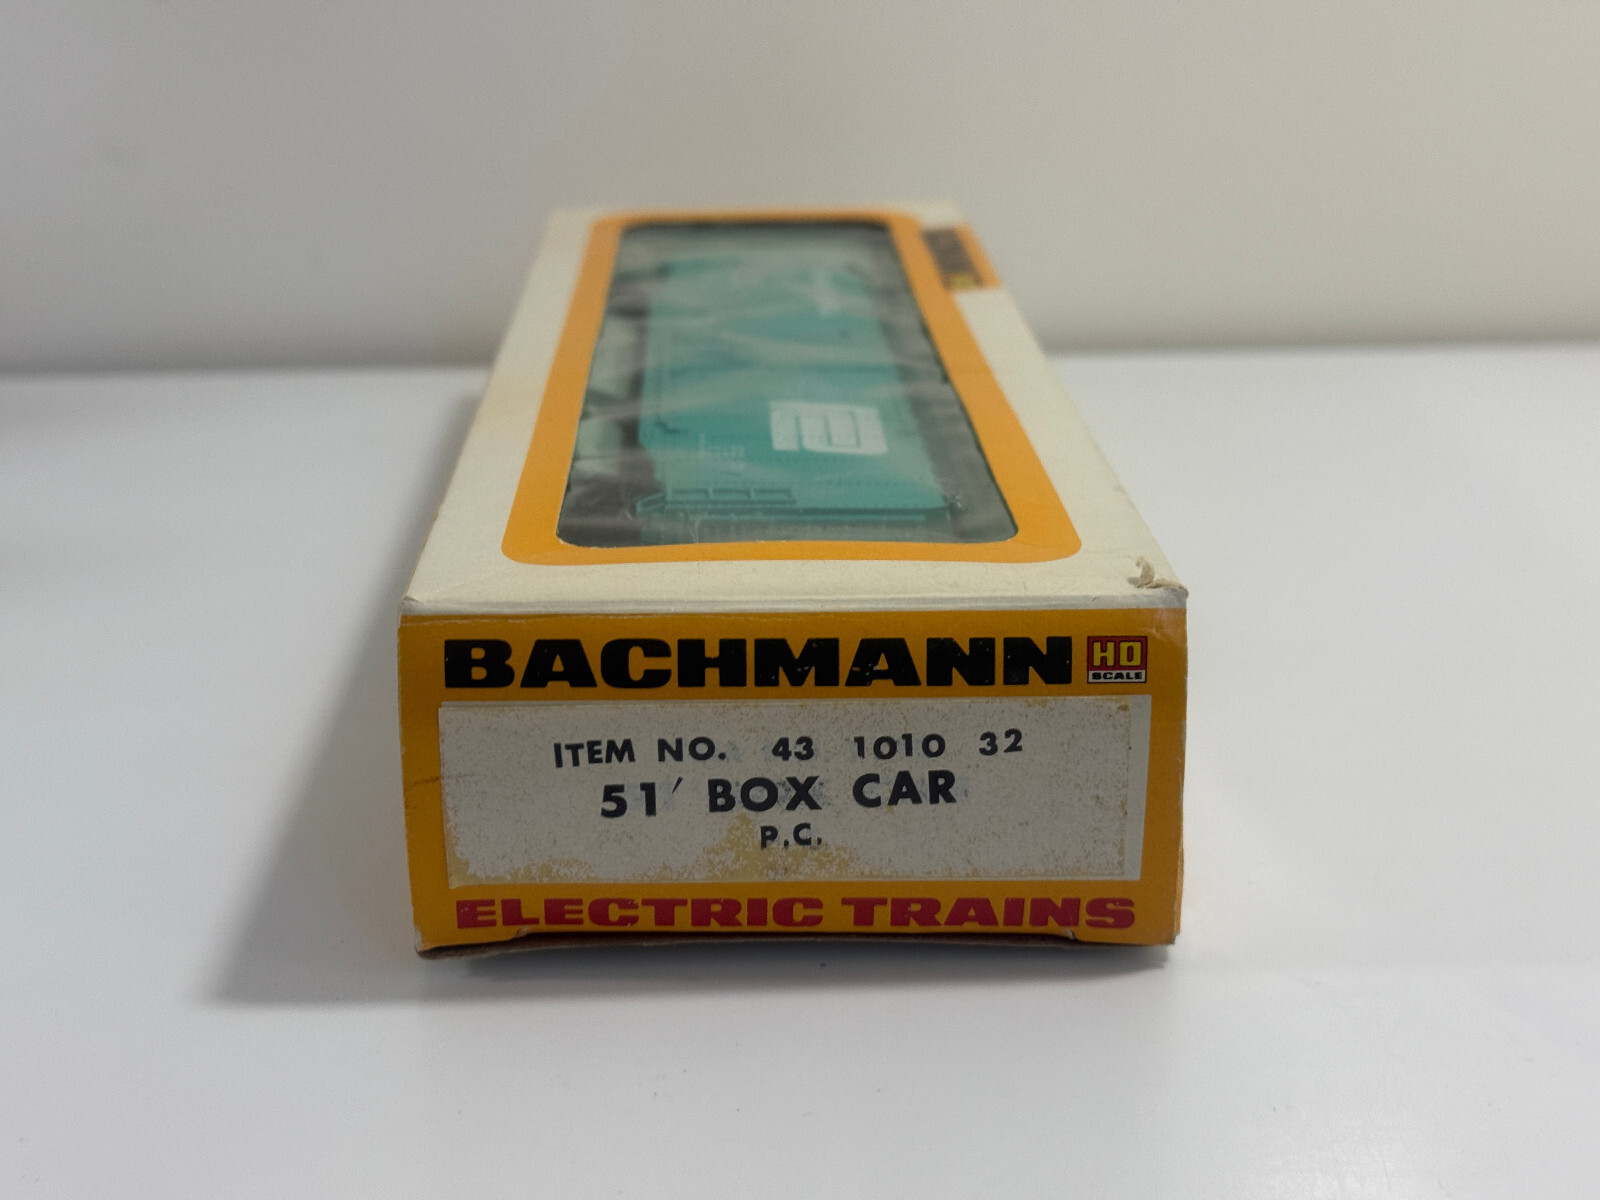 BACHMANN HO SCALE
ITEM NO. 43 1010 32
51' BOX CAR
P.C.
ELECTRIC TRAINS